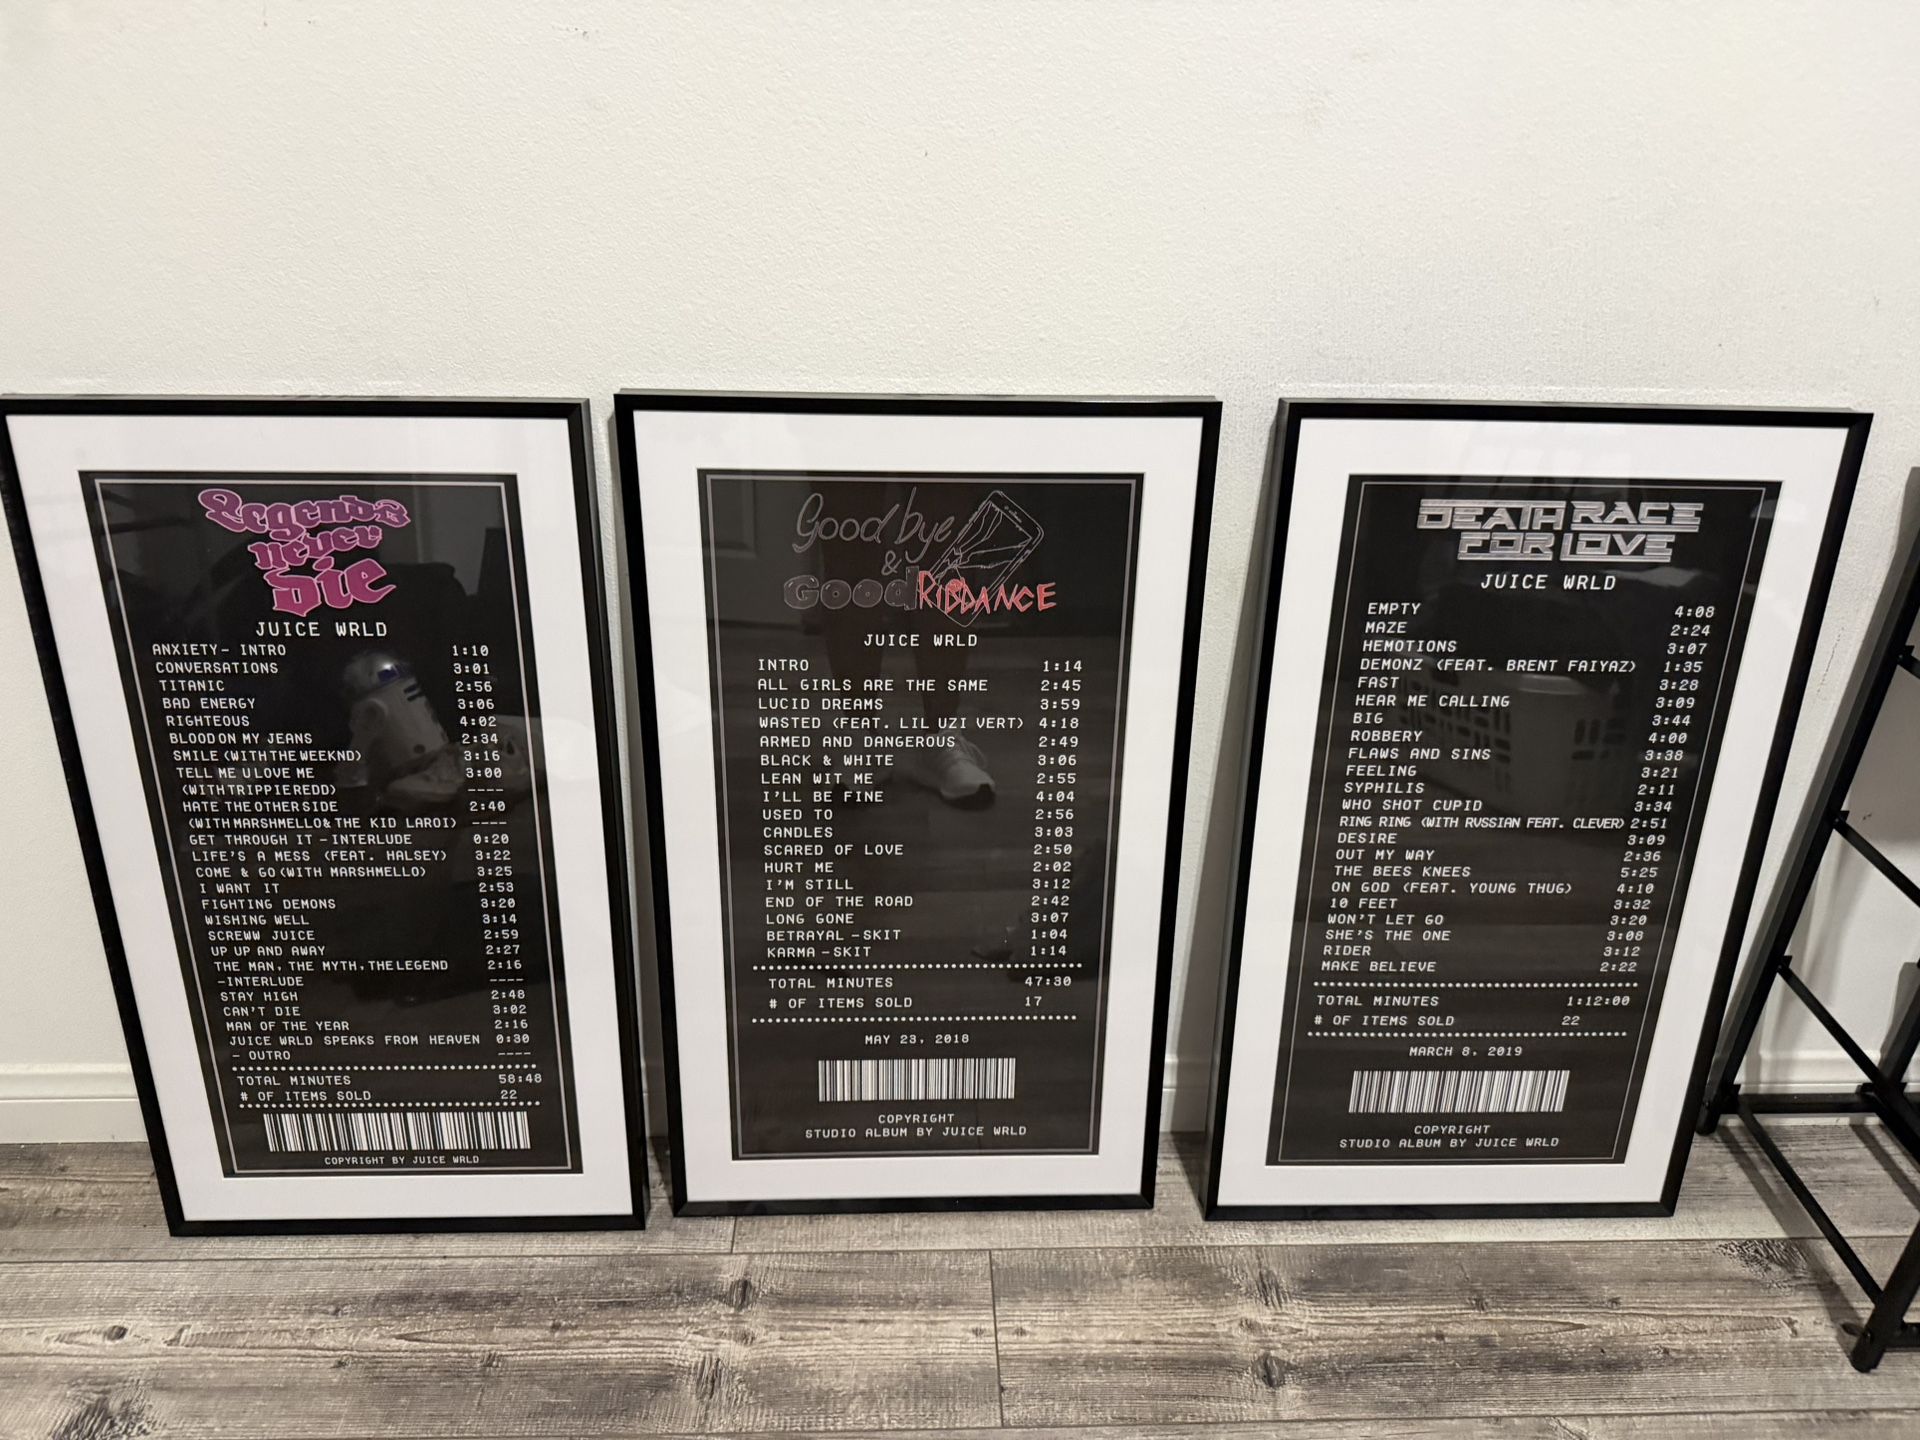 Legends
never
Die
JUICE WRLD
ANXIETY- INTRO 1:10
CONVERSATIONS 3:01
TITANIC 2:56
BAD ENERGY 3:06
RIGHTEOUS 4:02
BLOOD ON MY JEANS 2:34
SMILE (WITH THE WEEKND) 3:16
TELL ME U LOVE ME 3:00
(WITH TRIPPIE REDD) ----
HATE THE OTHER SIDE 2:40
(WITH MARSHMELLO & THE KID LAROI) ----
GET THROUGH IT - INTERLUDE 0:20
LIFE'S A MESS (FEAT. HALSEY) 3:22
COME & GO (WITH MARSHMELLO) 3:25
I WANT IT 2:53
FIGHTING DEMONS 3:20
WISHING WELL 3:14
SCREWW JUICE 2:59
UP UP AND AWAY 2:27
THE MAN, THE MYTH, THE LEGEND 2:16
-INTERLUDE ----
STAY HIGH 2:48
CAN'T DIE 3:02
MAN OF THE YEAR 2:16
JUICE WRLD SPEAKS FROM HEAVEN 0:30
- OUTRO ----
TOTAL MINUTES 58:48
# OF ITEMS SOLD 22
COPYRIGHT BY JUICE WRLD
Goodbye
&
Good RIDDANCE
JUICE WRLD
INTRO 1:14
ALL GIRLS ARE THE SAME 2:45
LUCID DREAMS 3:59
WASTED (FEAT. LIL UZI VERT) 4:18
ARMED AND DANGEROUS 2:49
BLACK & WHITE 3:06
LEAN WIT ME 2:55
I'LL BE FINE 4:04
USED TO 2:56
CANDLES 3:03
SCARED OF LOVE 2:50
HURT ME 2:02
I'M STILL 3:12
END OF THE ROAD 2:42
LONG GONE 3:07
BETRAYAL -SKIT 1:04
KARMA -SKIT 1:14
TOTAL MINUTES 47:30
# OF ITEMS SOLD 17
MAY 23, 2018
COPYRIGHT
STUDIO ALBUM BY JUICE WRLD
DEATH RACE
FOR LOVE
JUICE WRLD
EMPTY 4:08
MAZE 2:24
HEMOTIONS 3:07
DEMONZ (FEAT. BRENT FAIYAZ) 1:35
FAST 3:28
HEAR ME CALLING 3:09
BIG 3:44
ROBBERY 4:00
FLAWS AND SINS 3:38
FEELING 3:21
SYPHILIS 2:11
WHO SHOT CUPID 3:34
RING RING (WITH RVSSIAN FEAT. CLEVER) 2:51
DESIRE 3:09
OUT MY WAY 2:36
THE BEES KNEES 5:25
ON GOD (FEAT. YOUNG THUG) 4:10
10 FEET 3:32
WON'T LET GO 3:20
SHE'S THE ONE 3:08
RIDER 3:12
MAKE BELIEVE 2:22
TOTAL MINUTES 1:12:00
# OF ITEMS SOLD 22
MARCH 8, 2019
COPYRIGHT
STUDIO ALBUM BY JUICE WRLD